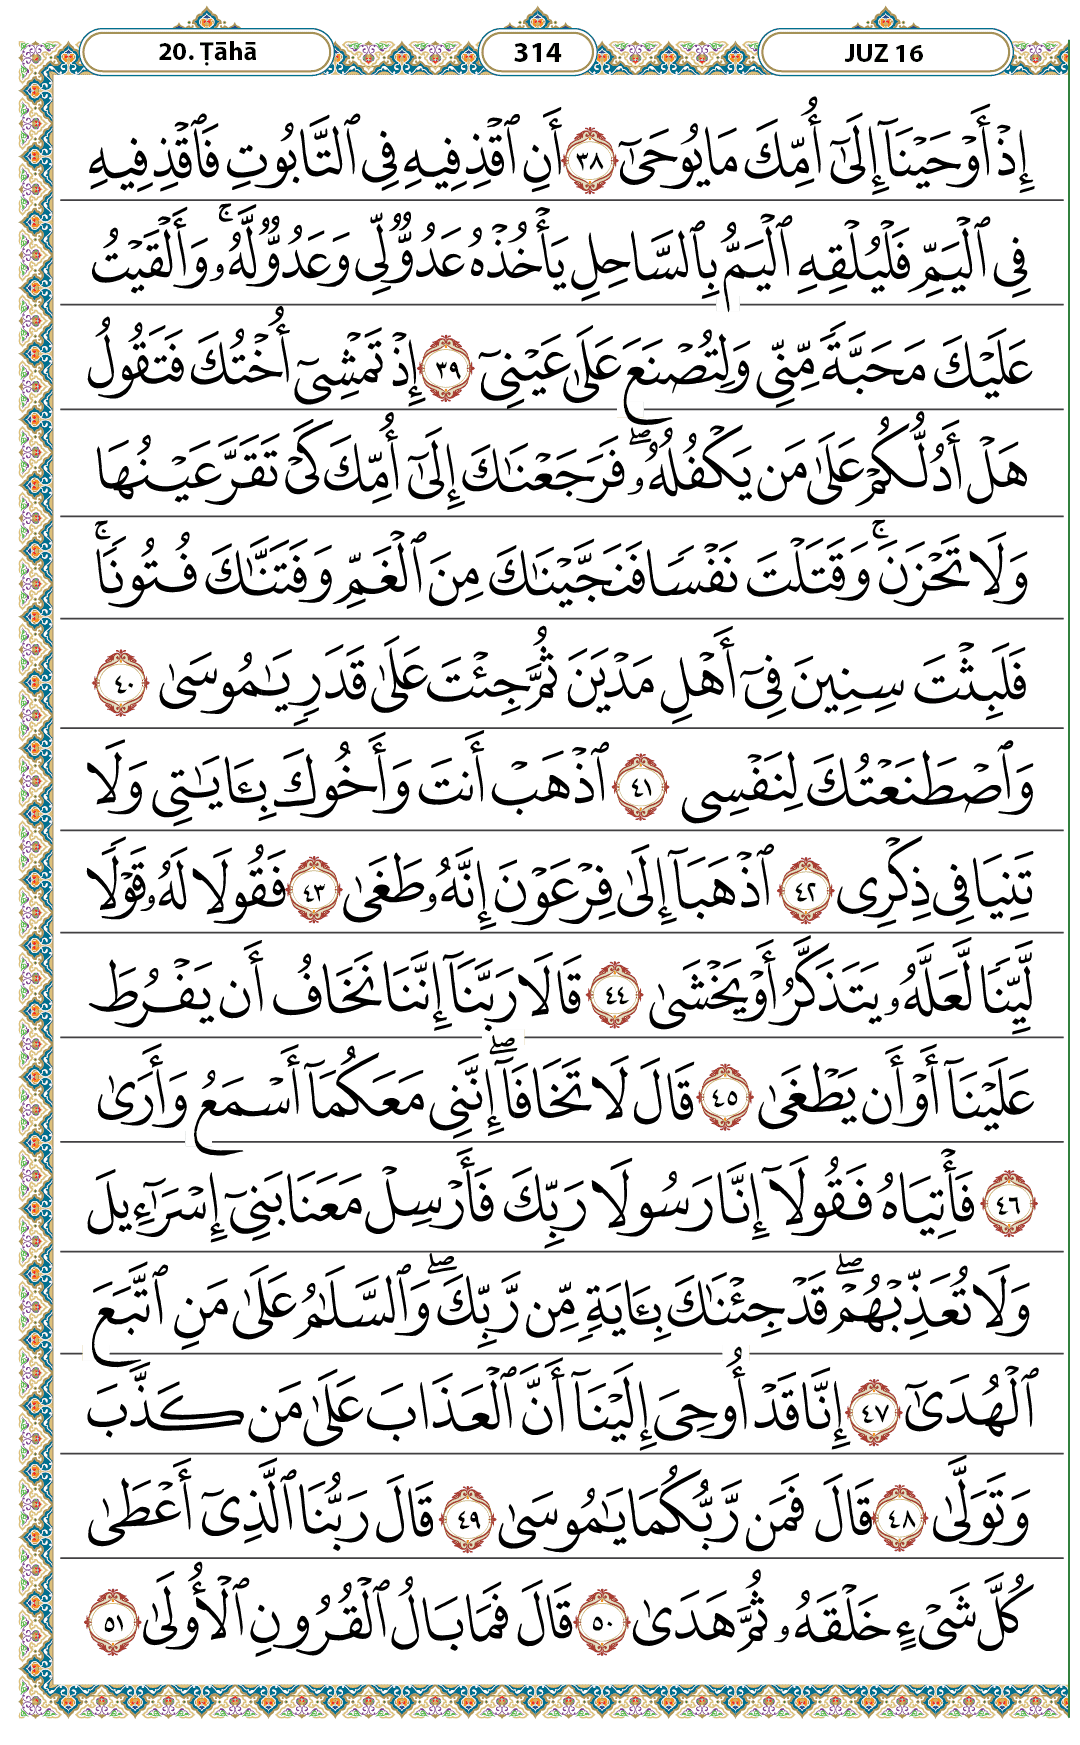 20. Ṭāhā 314 JUZ 16
إِذْ أَوْحَيْنَآ إِلَىٰٓ أُمِّكَ مَا يُوحَىٰٓ ٣٨ أَنِ ٱقْذِفِيهِ فِى ٱلتَّابُوتِ فَٱقْذِفِيهِ
فِى ٱلْيَمِّ فَلْيُلْقِهِ ٱلْيَمُّ بِٱلسَّاحِلِ يَأْخُذْهُ عَدُوٌّ لِّى وَعَدُوٌّ لَّهُۥ ۚ وَأَلْقَيْتُ
عَلَيْكَ مَحَبَّةً مِّنِّى وَلِتُصْنَعَ عَلَىٰ عَيْنِىٓ ٣٩ إِذْ تَمْشِىٓ أُخْتُكَ فَتَقُولُ
هَلْ أَدُلُّكُمْ عَلَىٰ مَن يَكْفُلُهُۥ ۖ فَرَجَعْنَـٰكَ إِلَىٰٓ أُمِّكَ كَىْ تَقَرَّ عَيْنُهَا
وَلَا تَحْزَنَ ۚ وَقَتَلْتَ نَفْسًا فَنَجَّيْنَـٰكَ مِنَ ٱلْغَمِّ وَفَتَنَّـٰكَ فُتُونًا ۚ
فَلَبِثْتَ سِنِينَ فِىٓ أَهْلِ مَدْيَنَ ثُمَّ جِئْتَ عَلَىٰ قَدَرٍ يَـٰمُوسَىٰ ٤٠
وَٱصْطَنَعْتُكَ لِنَفْسِى ٤١ ٱذْهَبْ أَنتَ وَأَخُوكَ بِـَٔايَـٰتِى وَلَا
تَنِيَا فِى ذِكْرِى ٤٢ ٱذْهَبَآ إِلَىٰ فِرْعَوْنَ إِنَّهُۥ طَغَىٰ ٤٣ فَقُولَا لَهُۥ قَوْلًا
لَّيِّنًا لَّعَلَّهُۥ يَتَذَكَّرُ أَوْ يَخْشَىٰ ٤٤ قَالَا رَبَّنَآ إِنَّنَا نَخَافُ أَن يَفْرُطَ
عَلَيْنَآ أَوْ أَن يَطْغَىٰ ٤٥ قَالَ لَا تَخَافَآ ۖ إِنَّنِى مَعَكُمَآ أَسْمَعُ وَأَرَىٰ
٤٦ فَأْتِيَاهُ فَقُولَآ إِنَّا رَسُولَا رَبِّكَ فَأَرْسِلْ مَعَنَا بَنِىٓ إِسْرَٰٓءِيلَ
وَلَا تُعَذِّبْهُمْ ۖ قَدْ جِئْنَـٰكَ بِـَٔايَةٍ مِّن رَّبِّكَ ۖ وَٱلسَّلَـٰمُ عَلَىٰ مَنِ ٱتَّبَعَ
ٱلْهُدَىٰٓ ٤٧ إِنَّا قَدْ أُوحِىَ إِلَيْنَآ أَنَّ ٱلْعَذَابَ عَلَىٰ مَن كَذَّبَ
وَتَوَلَّىٰ ٤٨ قَالَ فَمَن رَّبُّكُمَا يَـٰمُوسَىٰ ٤٩ قَالَ رَبُّنَا ٱلَّذِىٓ أَعْطَىٰ
كُلَّ شَىْءٍ خَلْقَهُۥ ثُمَّ هَدَىٰ ٥٠ قَالَ فَمَا بَالُ ٱلْقُرُونِ ٱلْأُولَىٰ ٥١